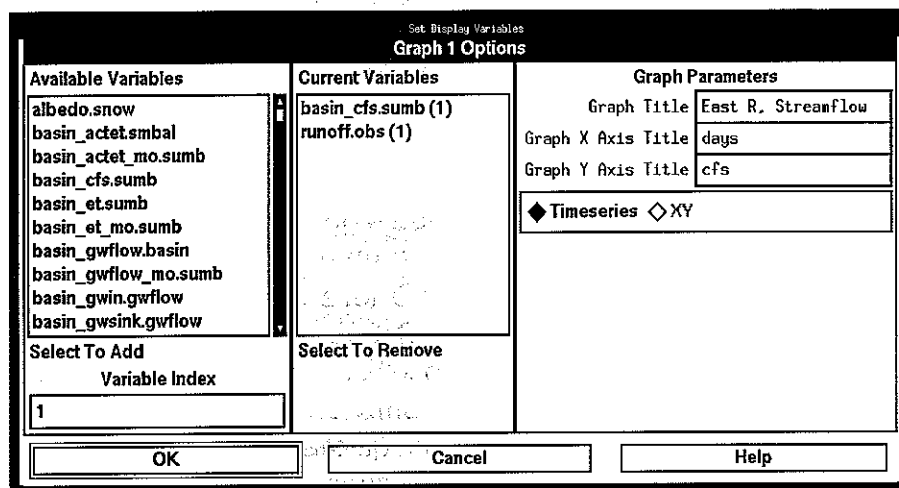 Set Display Variables
Graph 1 Options
Available Variables
albedo.snow
basin_actet.smbal
basin_actet_mo.sumb
basin_cfs.sumb
basin_et.sumb
basin_et_mo.sumb
basin_gwflow.basin
basin_gwflow_mo.sumb
basin_gwin.gwflow
basin_gwsink.gwflow
Select To Add
Variable Index
1
Current Variables
basin_cfs.sumb (1)
runoff.obs (1)
Select To Remove
Graph Parameters
Graph Title East R. Streamflow
Graph X Axis Title days
Graph Y Axis Title cfs
Timeseries XY
OK Cancel Help